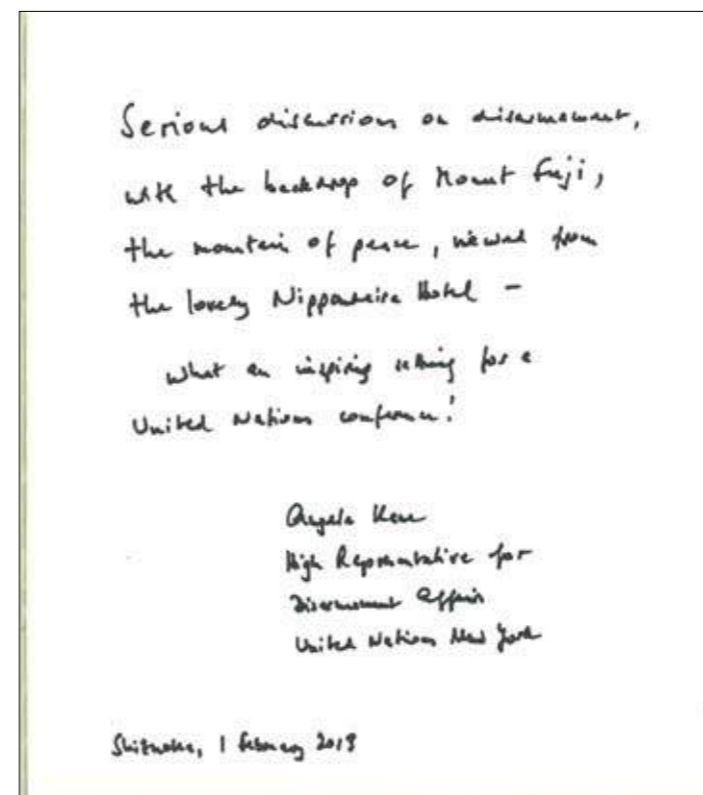 Serious discussions on disarmament,
with the backdrop of Mount Fuji,
the mountain of peace, viewed from
the lovely Nippondaira Hotel –
what an inspiring setting for a
United Nations conference!
Angela Kane
High Representative for
Disarmament Affairs
United Nations New York
Shizuoka, 1 February 2013